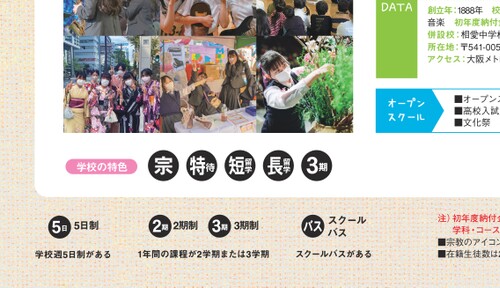 DATA
創立年：1888年
音楽 初年度納付
併設校：相愛中学校
所在地：〒541-005
アクセス：大阪メト
オープン
スクール
■オープンス
■高校入試
■文化祭
学校の特色
宗 特待 短留学 長留学 3期
5日 5日制
学校週5日制がある
2期 2期制 3期 3期制
1年間の課程が2学期または3学期
バス スクール
バス
スクールバスがある
注）初年度納付金
学科・コース
■宗教のアイコ
■在籍生徒数は